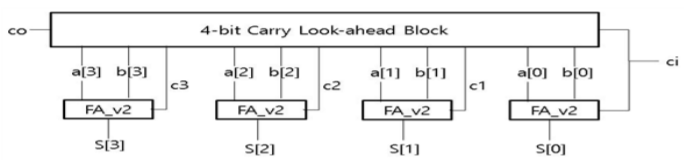 4-bit Carry Look-ahead Block
co
ci
a[3] b[3] c3 a[2] b[2] c2 a[1] b[1] c1 a[0] b[0]
FA_v2 FA_v2 FA_v2 FA_v2
S[3] S[2] S[1] S[0]